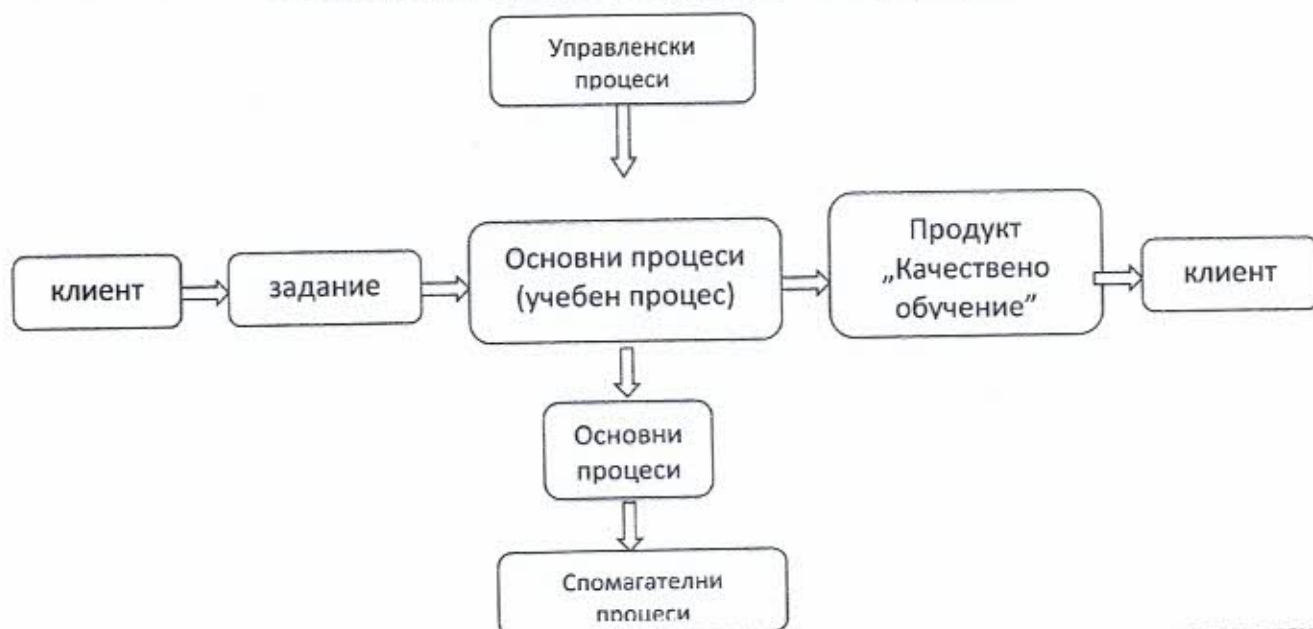 Управленски
процеси
клиент
задание
Основни процеси
(учебен процес)
Продукт
„Качествено
обучение”
клиент
Основни
процеси
Спомагателни
процеси